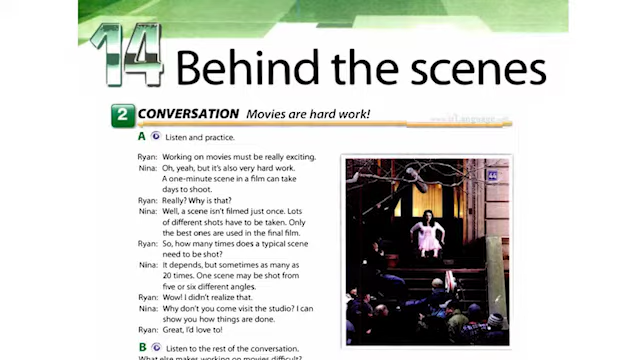 14
Behind the scenes
2 CONVERSATION Movies are hard work!
A Listen and practice.
Ryan: Working on movies must be really exciting.
Nina: Oh, yeah, but it's also very hard work.
A one-minute scene in a film can take
days to shoot.
Ryan: Really? Why is that?
Nina: Well, a scene isn't filmed just once. Lots
of different shots have to be taken. Only
the best ones are used in the final film.
Ryan: So, how many times does a typical scene
need to be shot?
Nina: It depends, but sometimes as many as
20 times. One scene may be shot from
five or six different angles.
Ryan: Wow! I didn't realize that.
Nina: Why don't you come visit the studio? I can
show you how things are done.
Ryan: Great, I'd love to!
B Listen to the rest of the conversation.
What else makes working on movies difficult?